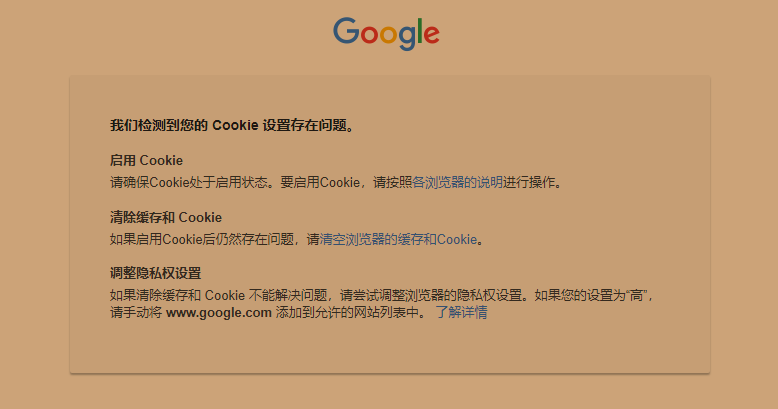 Google
我们检测到您的 Cookie 设置存在问题。
启用 Cookie
请确保Cookie处于启用状态。要启用Cookie，请按照各浏览器的说明进行操作。
清除缓存和 Cookie
如果启用Cookie后仍然存在问题，请清空浏览器的缓存和Cookie。
调整隐私权设置
如果清除缓存和 Cookie 不能解决问题，请尝试调整浏览器的隐私权设置。如果您的设置为“高”，
请手动将 www.google.com 添加到允许的网站列表中。 了解详情